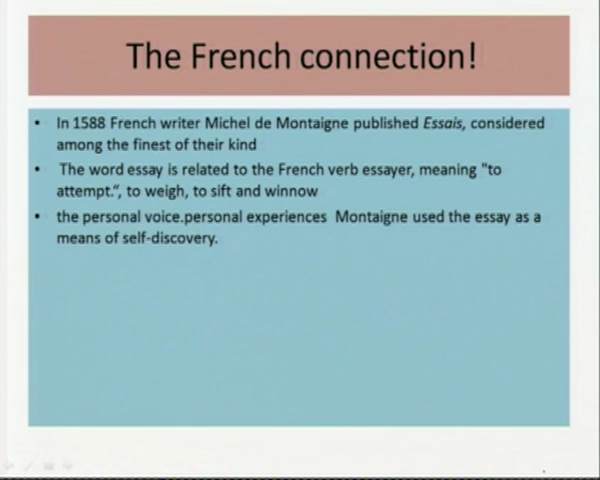 The French connection!
• In 1588 French writer Michel de Montaigne published Essais, considered
among the finest of their kind
• The word essay is related to the French verb essayer, meaning "to
attempt.“, to weigh, to sift and winnow
• the personal voice.personal experiences Montaigne used the essay as a
means of self-discovery.